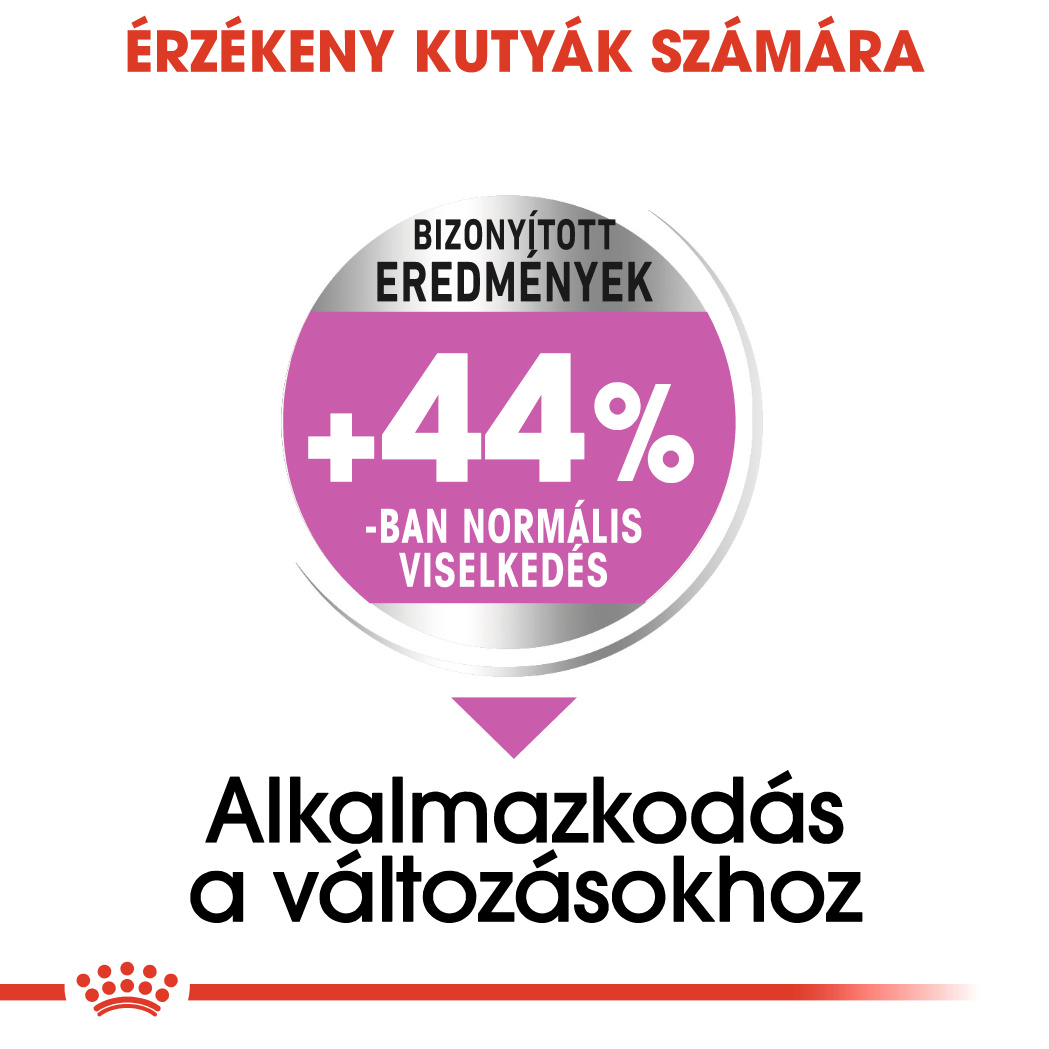 ÉRZÉKENY KUTYÁK SZÁMÁRA
BIZONYÍTOTT
EREDMÉNYEK
+44%
-BAN NORMÁLIS
VISELKEDÉS
Alkalmazkodás
a változásokhoz